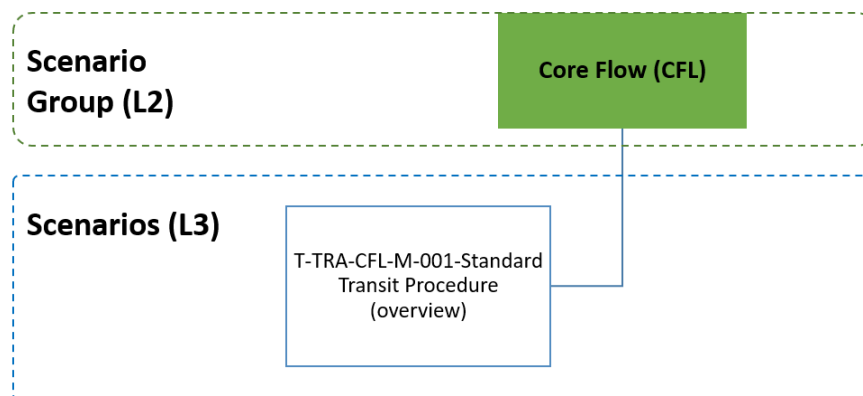 Scenario
Group (L2)
Core Flow (CFL)
Scenarios (L3)
T-TRA-CFL-M-001-Standard
Transit Procedure
(overview)